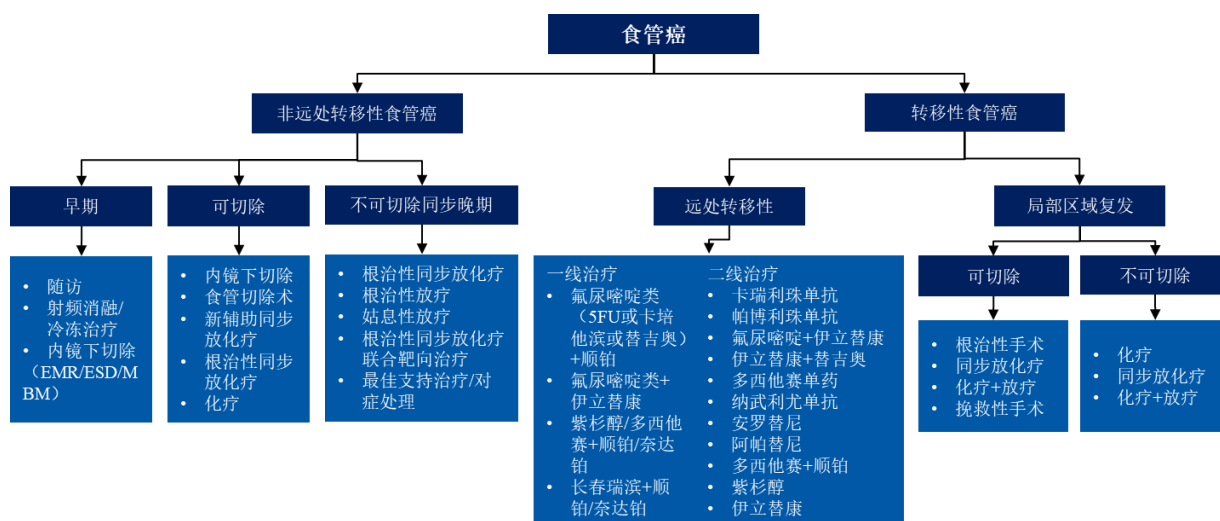 食管癌
非远处转移性食管癌
转移性食管癌
早期
可切除
不可切除同步晚期
远处转移性
局部区域复发
• 随访
• 射频消融/
冷冻治疗
• 内镜下切除
（EMR/ESD/M
BM）
• 内镜下切除
• 食管切除术
• 新辅助同步
放化疗
• 根治性同步
放化疗
• 化疗
• 根治性同步放化疗
• 根治性放疗
• 姑息性放疗
• 根治性同步放化疗
联合靶向治疗
• 最佳支持治疗/对
症处理
一线治疗
• 氟尿嘧啶类
（5FU或卡培
他滨或替吉奥）
+顺铂
• 氟尿嘧啶类+
伊立替康
• 紫杉醇/多西他
赛+顺铂/奈达
铂
• 长春瑞滨+顺
铂/奈达铂
二线治疗
• 卡瑞利珠单抗
• 帕博利珠单抗
• 氟尿嘧啶+伊立替康
• 伊立替康+替吉奥
• 多西他赛单药
• 纳武利尤单抗
• 安罗替尼
• 阿帕替尼
• 多西他赛+顺铂
• 紫杉醇
• 伊立替康
可切除
不可切除
• 根治性手术
• 同步放化疗
• 化疗+放疗
• 挽救性手术
• 化疗
• 同步放化疗
• 化疗+放疗